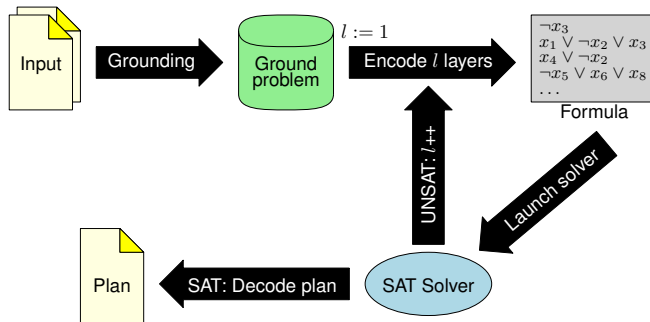 Input
Grounding
Ground
problem
l := 1
Encode l layers
¬x₃
x₁ ∨ ¬x₂ ∨ x₃
x₄ ∨ ¬x₂
¬x₅ ∨ x₆ ∨ x₈
...
Formula
Launch solver
UNSAT: l++
SAT Solver
SAT: Decode plan
Plan